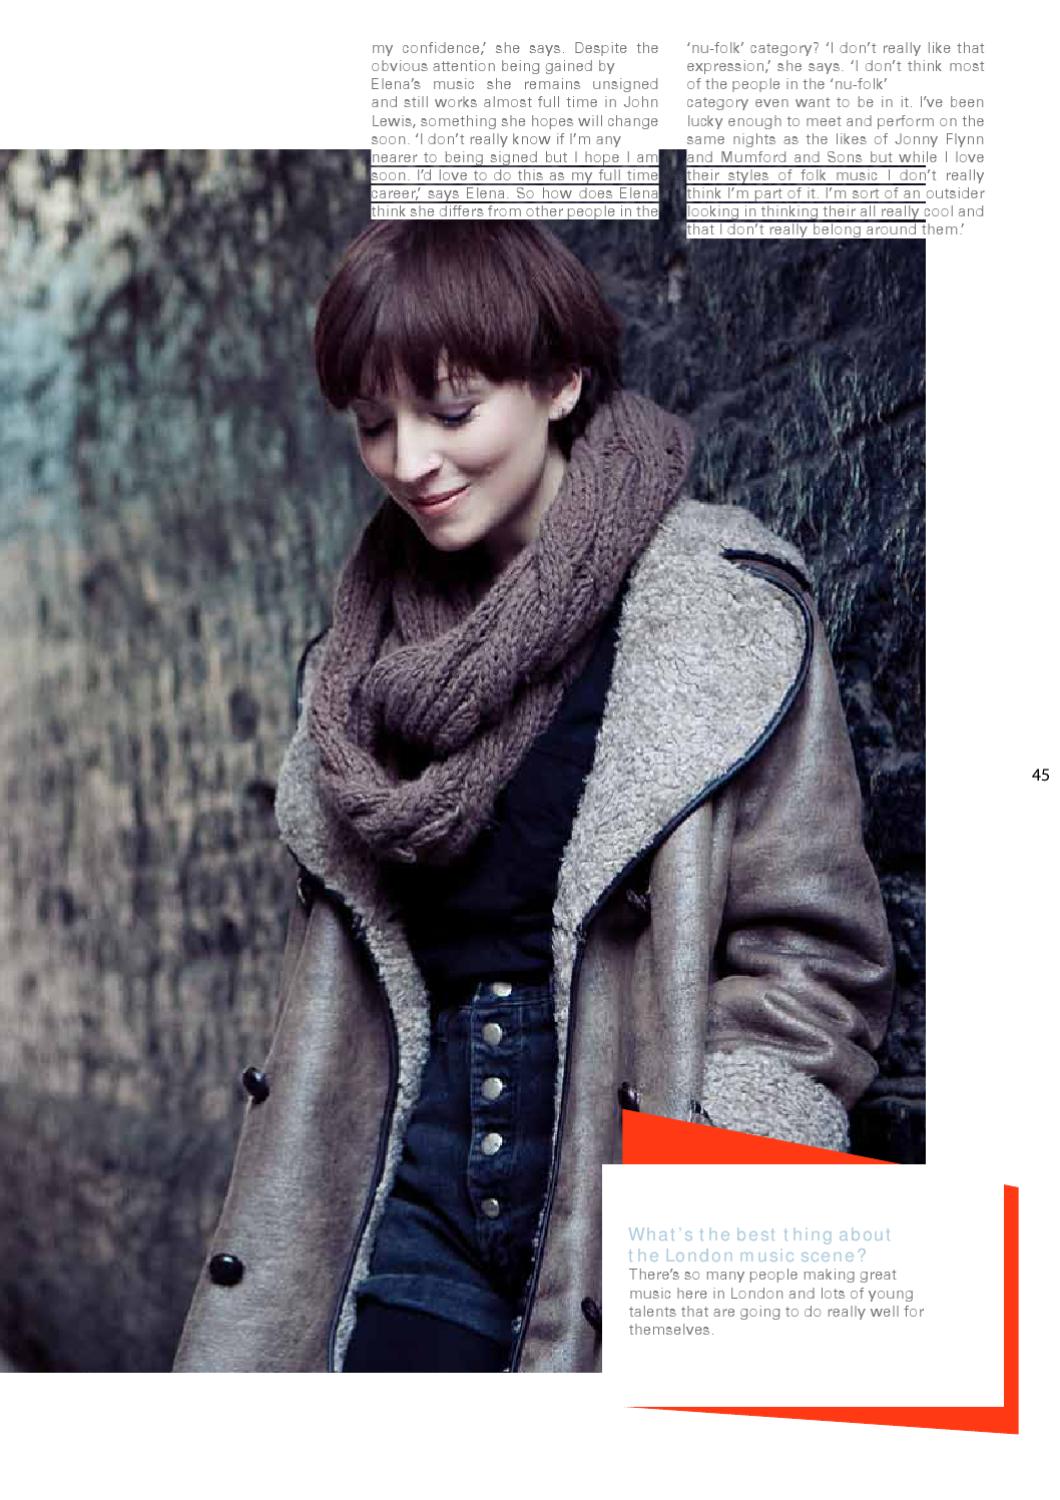 my confidence,’ she says. Despite the
obvious attention being gained by
Elena’s music she remains unsigned
and still works almost full time in John
Lewis, something she hopes will change
soon. ‘I don’t really know if I’m any
nearer to being signed but I hope I am
soon. I’d love to do this as my full time
career,’ says Elena. So how does Elena
think she differs from other people in the
‘nu-folk’ category? ‘I don’t really like that
expression,’ she says. ‘I don’t think most
of the people in the ‘nu-folk’
category even want to be in it. I’ve been
lucky enough to meet and perform on the
same nights as the likes of Jonny Flynn
and Mumford and Sons but while I love
their styles of folk music I don’t really
think I’m part of it. I’m sort of an outsider
looking in thinking their all really cool and
that I don’t really belong around them.’
45
What’s the best thing about
the London music scene?
There’s so many people making great
music here in London and lots of young
talents that are going to do really well for
themselves.